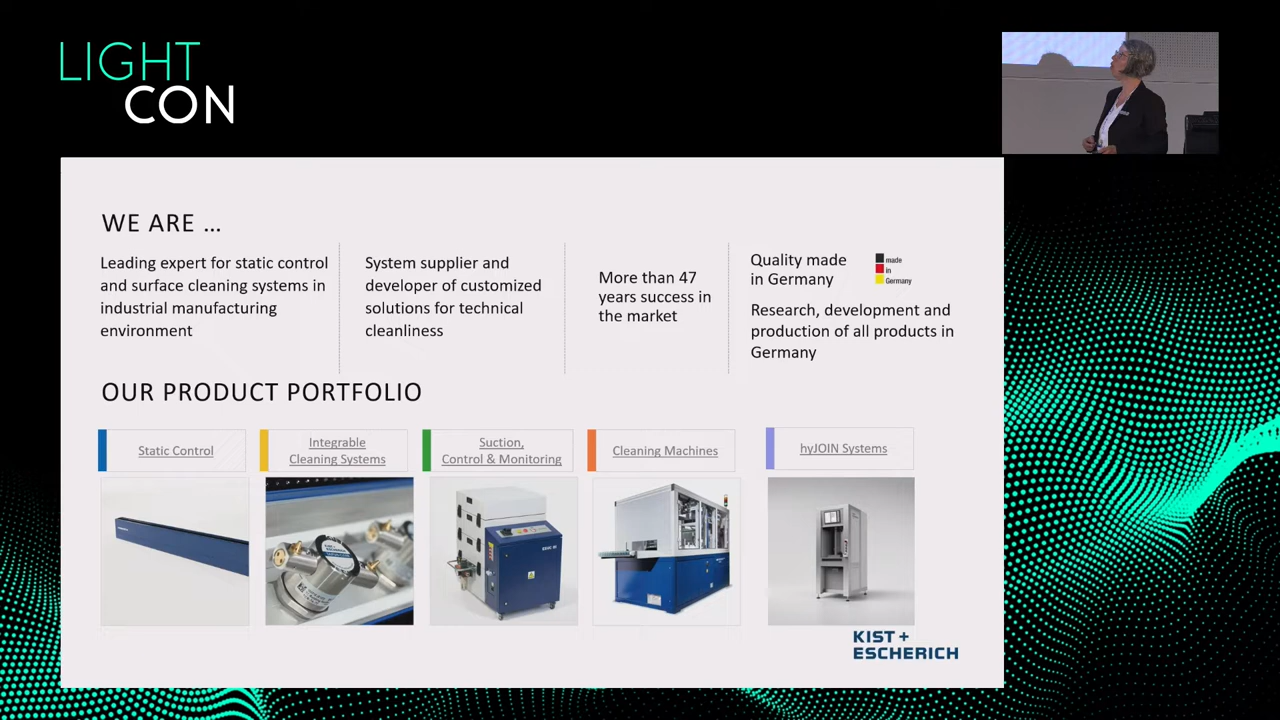 LIGHT
CON
WE ARE ...
Leading expert for static control
and surface cleaning systems in
industrial manufacturing
environment
System supplier and
developer of customized
solutions for technical
cleanliness
More than 47
years success in
the market
Quality made
in Germany
made
in
Germany
Research, development and
production of all products in
Germany
OUR PRODUCT PORTFOLIO
Static Control
Integrable
Cleaning Systems
Suction,
Control & Monitoring
Cleaning Machines
hyJOIN Systems
KIST +
ESCHERICH
KIST +
ESCHERICH